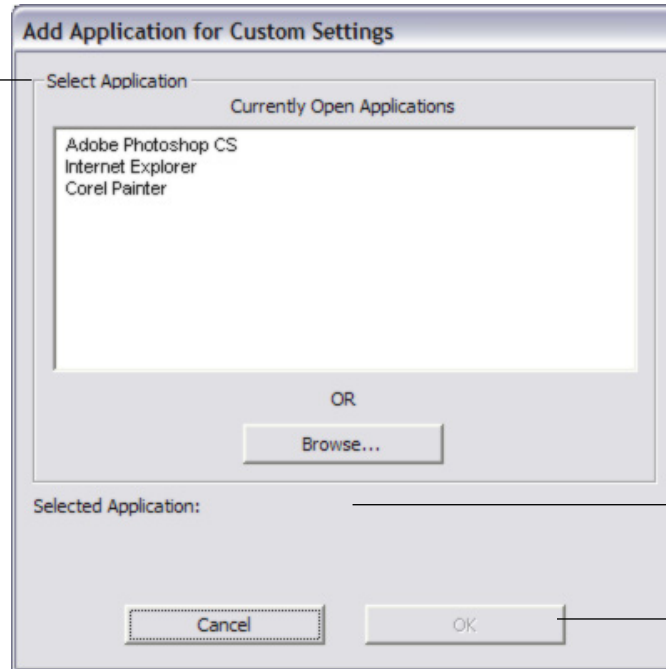 Add Application for Custom Settings
Select Application
Currently Open Applications
Adobe Photoshop CS
Internet Explorer
Corel Painter
OR
Browse...
Selected Application:
Cancel
OK